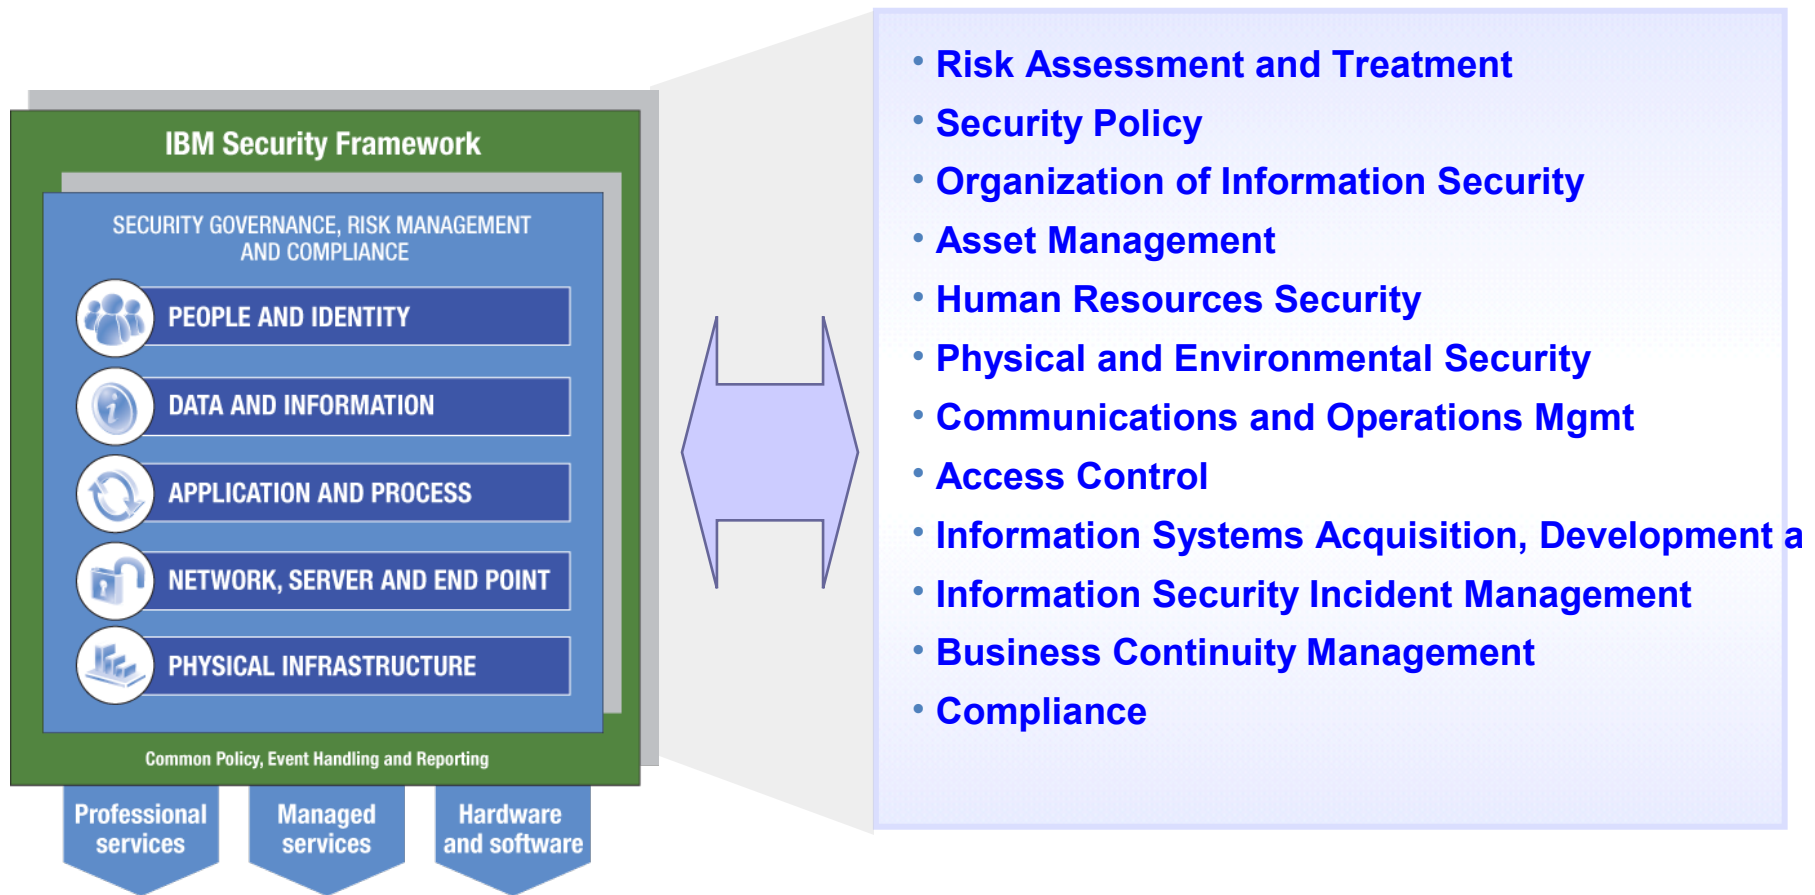 IBM Security Framework
SECURITY GOVERNANCE, RISK MANAGEMENT
AND COMPLIANCE
PEOPLE AND IDENTITY
DATA AND INFORMATION
APPLICATION AND PROCESS
NETWORK, SERVER AND END POINT
PHYSICAL INFRASTRUCTURE
Common Policy, Event Handling and Reporting
Professional
services
Managed
services
Hardware
and software
• Risk Assessment and Treatment
• Security Policy
• Organization of Information Security
• Asset Management
• Human Resources Security
• Physical and Environmental Security
• Communications and Operations Mgmt
• Access Control
• Information Systems Acquisition, Development a
• Information Security Incident Management
• Business Continuity Management
• Compliance